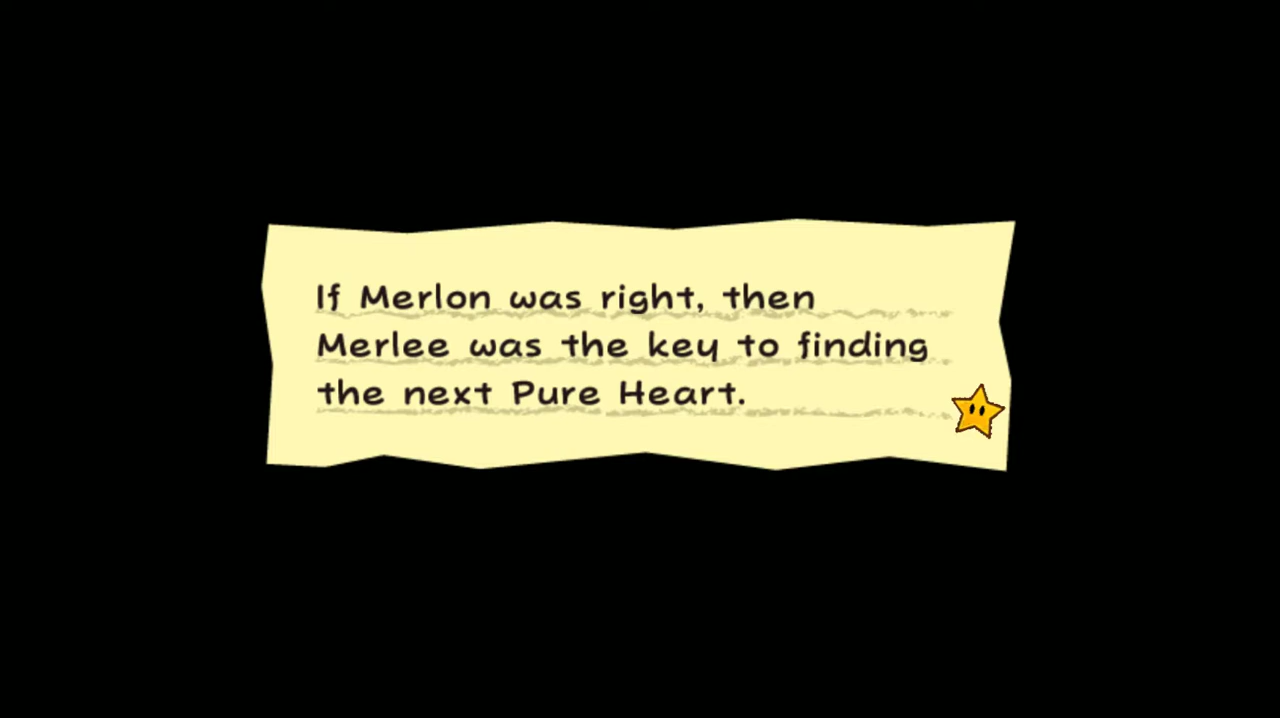 If Merlon was right, then
Merlee was the key to finding
the next Pure Heart.